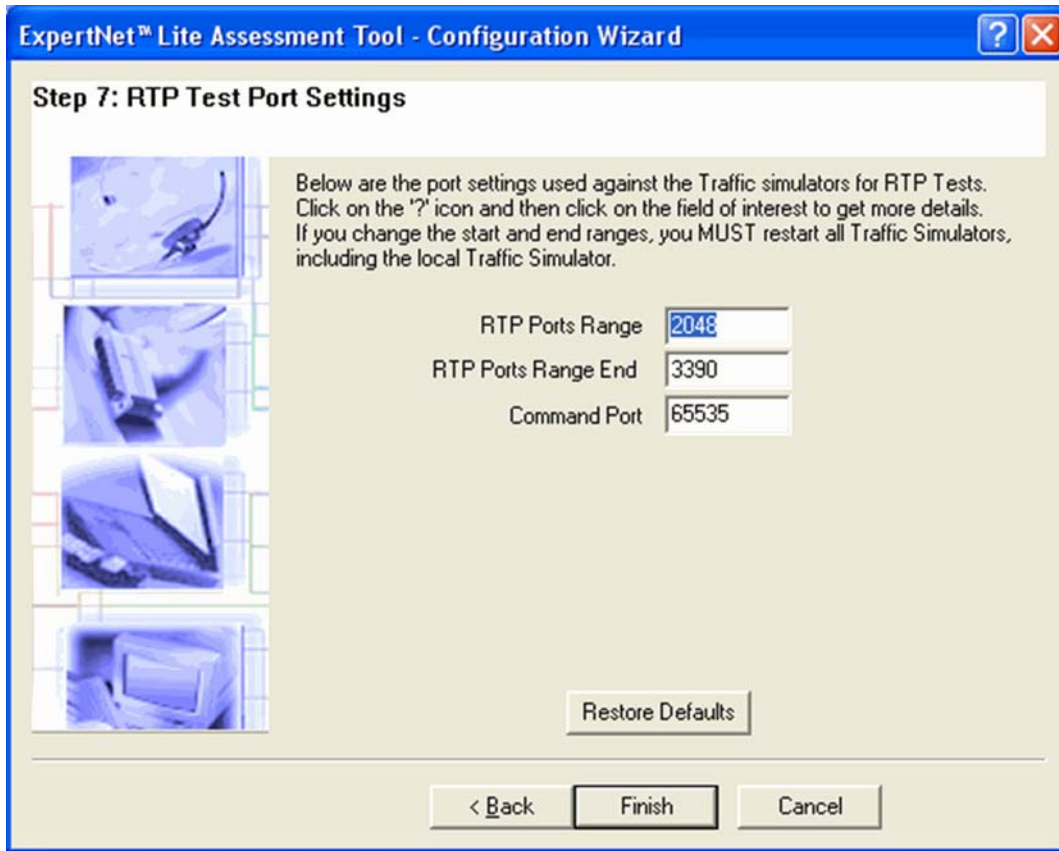 ExpertNet™ Lite Assessment Tool - Configuration Wizard
?
Step 7: RTP Test Port Settings
Below are the port settings used against the Traffic simulators for RTP Tests.
Click on the '?' icon and then click on the field of interest to get more details.
If you change the start and end ranges, you MUST restart all Traffic Simulators,
including the local Traffic Simulator.
RTP Ports Range 2048
RTP Ports Range End 3390
Command Port 65535
Restore Defaults
< Back Finish Cancel